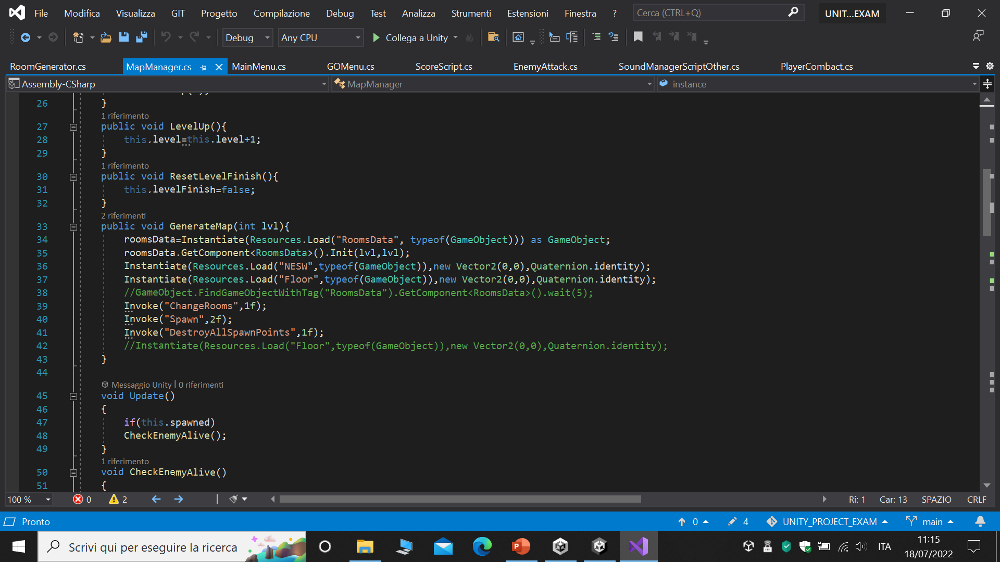 File Modifica Visualizza GIT Progetto Compilazione Debug Test Analizza Strumenti Estensioni Finestra ? Cerca (CTRL+Q) UNIT...EXAM
Debug Any CPU Collega a Unity
RoomGenerator.cs MapManager.cs MainMenu.cs GOMenu.cs ScoreScript.cs EnemyAttack.cs SoundManagerScriptOther.cs PlayerCombact.cs
Assembly-CSharp MapManager instance
26 }
1 riferimento
27 public void LevelUp(){
28 this.level=this.level+1;
29 }
1 riferimento
30 public void ResetLevelFinish(){
31 this.levelFinish=false;
32 }
2 riferimenti
33 public void GenerateMap(int lvl){
34 roomsData=Instantiate(Resources.Load("RoomsData", typeof(GameObject))) as GameObject;
35 roomsData.GetComponent<RoomsData>().Init(lvl,lvl);
36 Instantiate(Resources.Load("NESW",typeof(GameObject)),new Vector2(0,0),Quaternion.identity);
37 Instantiate(Resources.Load("Floor",typeof(GameObject)),new Vector2(0,0),Quaternion.identity);
38 //GameObject.FindGameObjectWithTag("RoomsData").GetComponent<RoomsData>().wait(5);
39 Invoke("ChangeRooms",1f);
40 Invoke("Spawn",2f);
41 Invoke("DestroyAllSpawnPoints",1f);
42 //Instantiate(Resources.Load("Floor",typeof(GameObject)),new Vector2(0,0),Quaternion.identity);
43 }
44
Messaggio Unity | 0 riferimenti
45 void Update()
46 {
47 if(this.spawned)
48 CheckEnemyAlive();
49 }
1 riferimento
50 void CheckEnemyAlive()
51 {
100 % 0 2 Ri: 1 Car: 13 SPAZIO CRLF
Pronto 0 4 UNITY_PROJECT_EXAM main
Scrivi qui per eseguire la ricerca ITA 11:15
18/07/2022